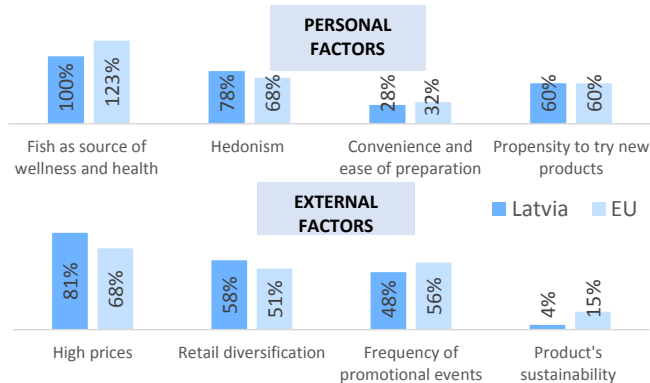 PERSONAL
FACTORS
100%
123%
78%
68%
28%
32%
60%
60%
Fish as source of
wellness and health
Hedonism
Convenience and
ease of preparation
Propensity to try new
products
EXTERNAL
FACTORS
Latvia
EU
81%
68%
58%
51%
48%
56%
4%
15%
High prices
Retail diversification
Frequency of
promotional events
Product's
sustainability